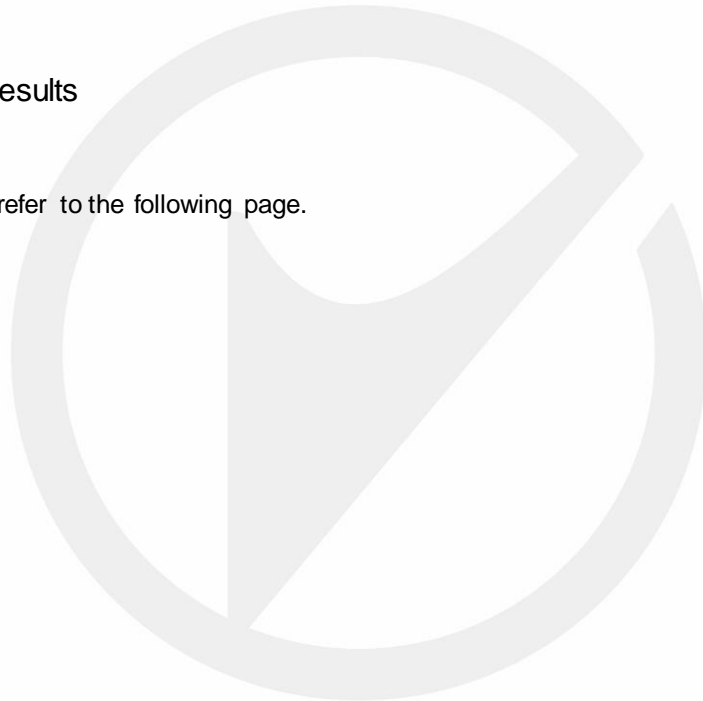 esults
refer to the following page.